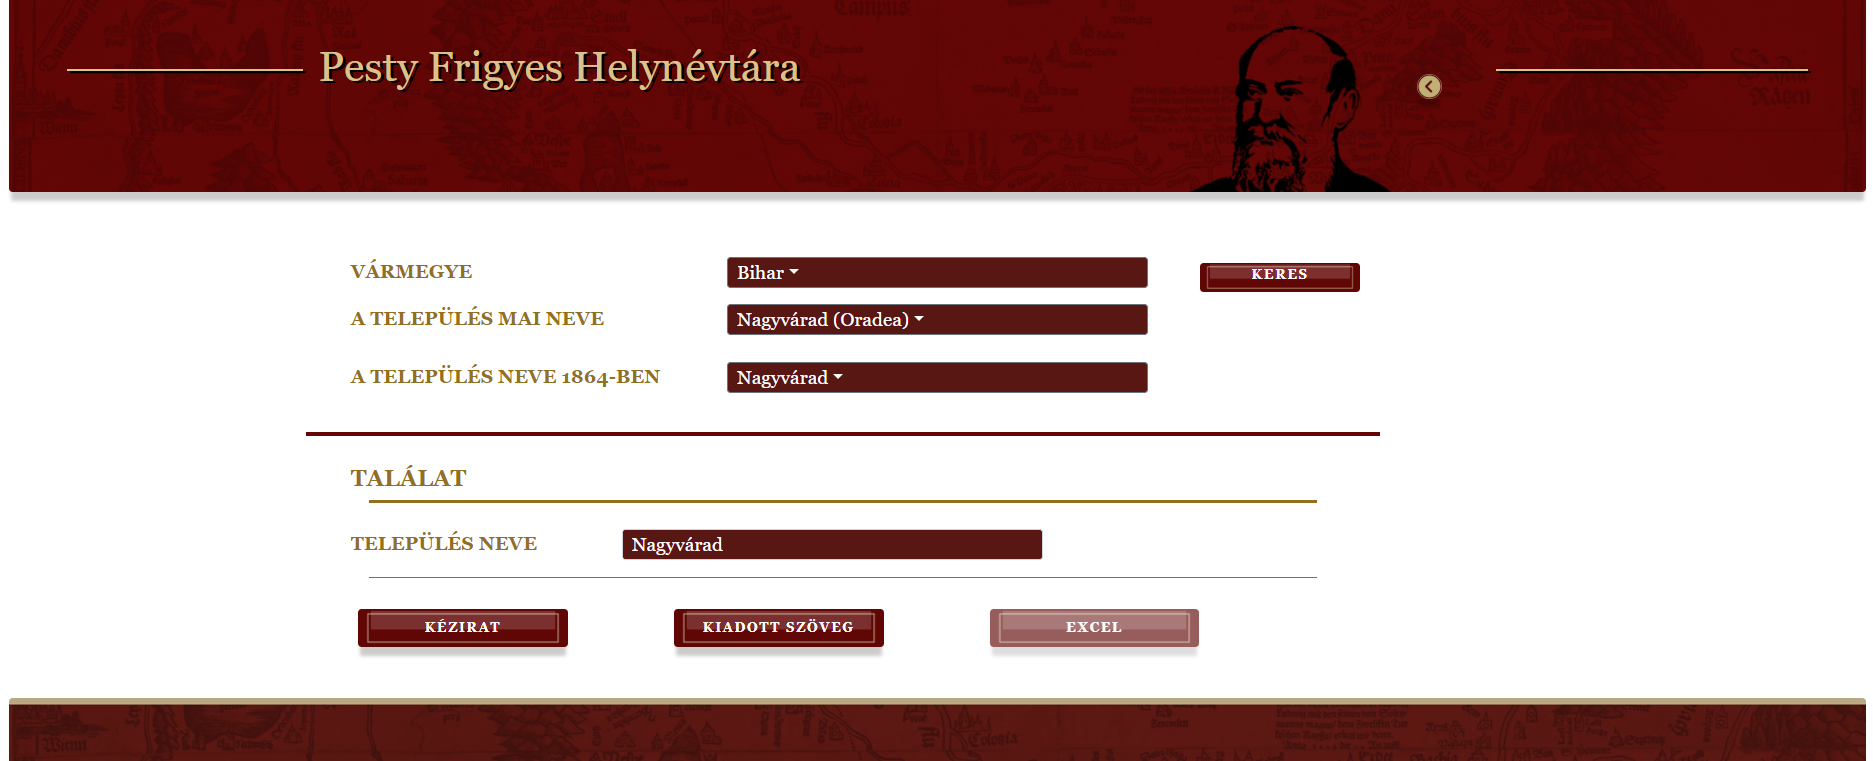 Pesty Frigyes Helynévtára
VÁRMEGYE
Bihar
KERES
A TELEPÜLÉS MAI NEVE
Nagyvárad (Oradea)
A TELEPÜLÉS NEVE 1864-BEN
Nagyvárad
TALÁLAT
TELEPÜLÉS NEVE
Nagyvárad
KÉZIRAT
KIADOTT SZÖVEG
EXCEL